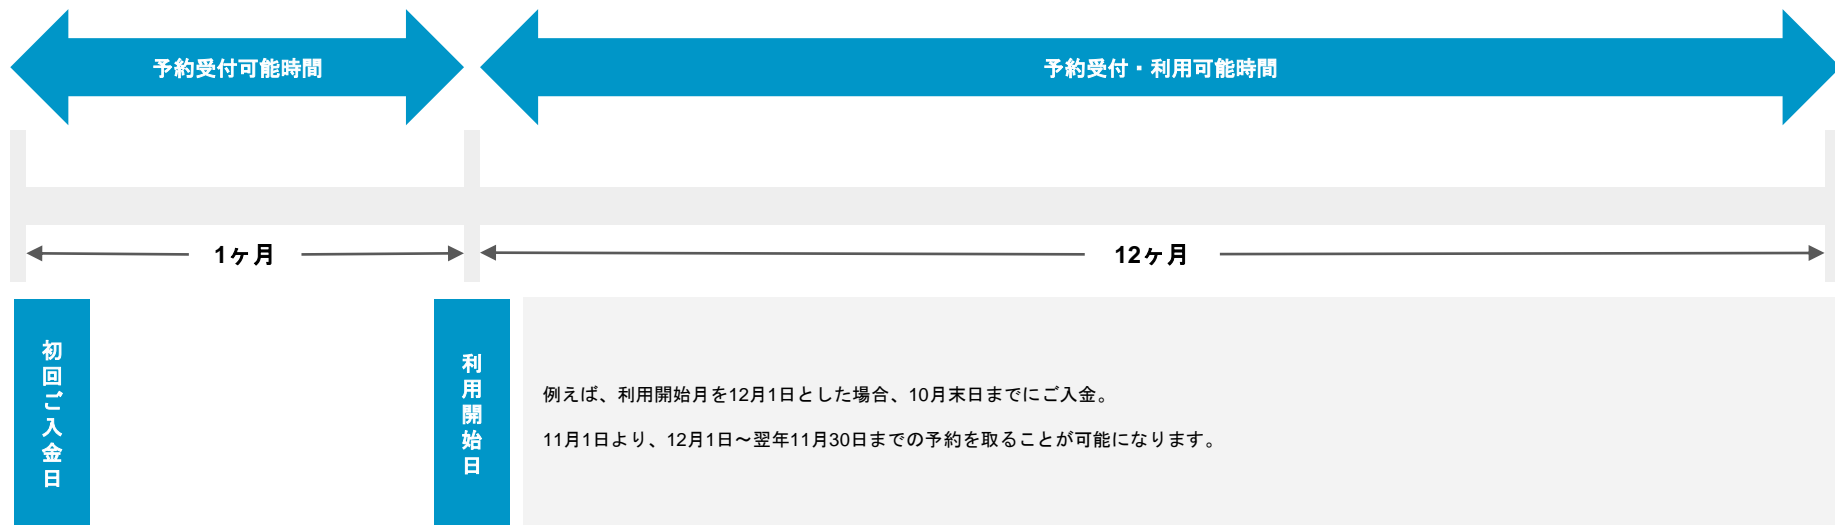 予約受付可能時間
予約受付・利用可能時間
1ヶ月
12ヶ月
初回ご入金日
利用開始日
例えば、利用開始月を12月1日とした場合、10月末日までにご入金。
11月1日より、12月1日〜翌年11月30日までの予約を取ることが可能になります。